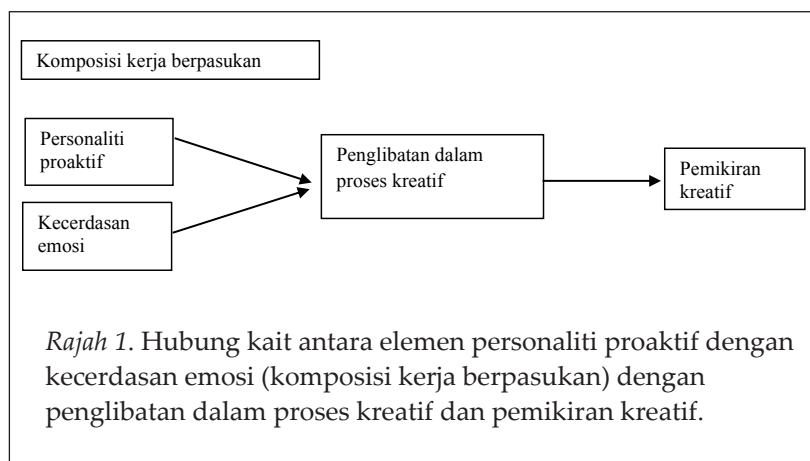 Komposisi kerja berpasukan
Personaliti
proaktif
Penglibatan dalam
proses kreatif
Pemikiran
kreatif
Kecerdasan
emosi
Rajah 1. Hubung kait antara elemen personaliti proaktif dengan
kecerdasan emosi (komposisi kerja berpasukan) dengan
penglibatan dalam proses kreatif dan pemikiran kreatif.